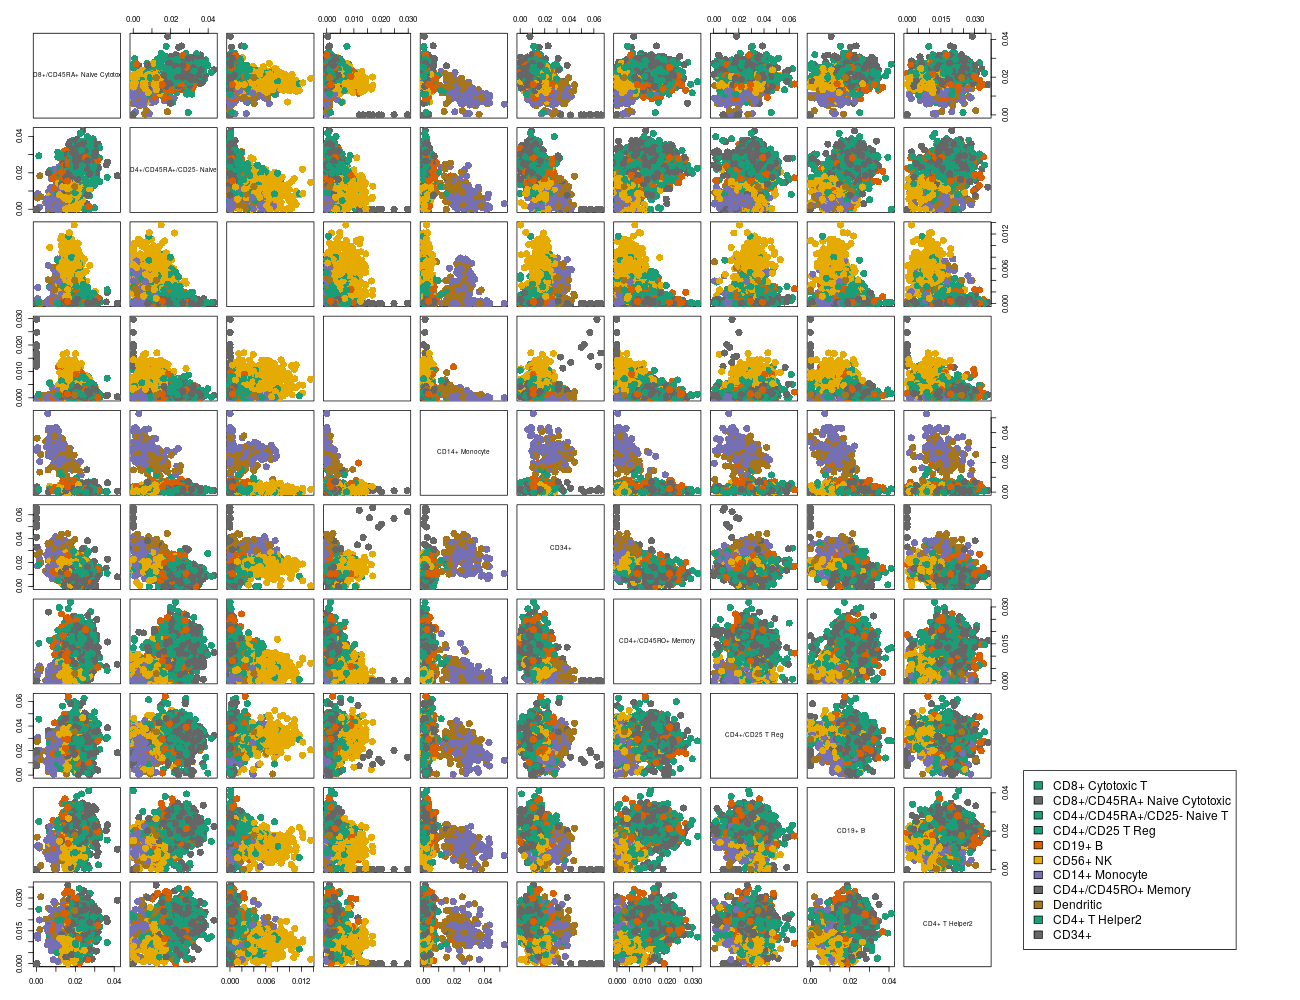 0.00 0.02 0.04
0.000 0.010 0.030
0.00 0.02 0.04 0.06
0.00 0.02 0.04 0.06
0.000 0.015 0.030
D8+/CD45RA+ Naive Cytotox
0.00 0.02 0.04
0.00 0.02 0.04
D4+/CD45RA+/CD25- Naive
0.000 0.006 0.012
0.000 0.010 0.020 0.030
CD14+ Monocyte
0.00 0.02 0.04
0.00 0.02 0.04 0.06
CD34+
CD4+/CD45RO+ Memory
0.000 0.015 0.030
0.00 0.02 0.04 0.06
CD4+/CD25 T Reg
CD19+ B
0.00 0.02 0.04
0.000 0.015 0.030
CD4+ T Helper2
0.00 0.02 0.04
0.000 0.006 0.012
0.00 0.02 0.04
0.000 0.010 0.020 0.030
0.00 0.02 0.04
CD8+ Cytotoxic T
CD8+/CD45RA+ Naive Cytotoxic
CD4+/CD45RA+/CD25- Naive T
CD4+/CD25 T Reg
CD19+ B
CD56+ NK
CD14+ Monocyte
CD4+/CD45RO+ Memory
Dendritic
CD4+ T Helper2
CD34+